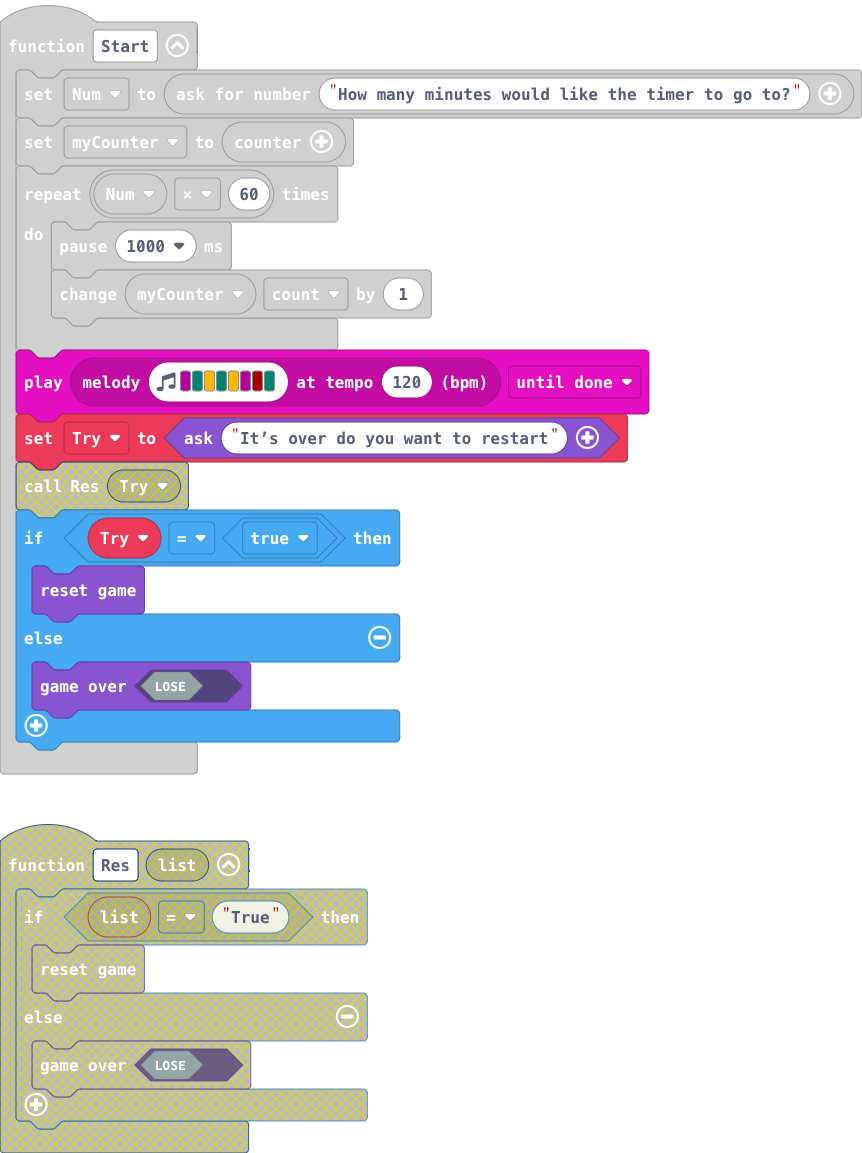 function Start
set Num to ask for number "How many minutes would like the timer to go to?"
set myCounter to counter
repeat Num × 60 times
do
pause 1000 ms
change myCounter count by 1
play melody at tempo 120 (bpm) until done
set Try to ask "It’s over do you want to restart"
call Res Try
if Try = true then
reset game
else
game over LOSE
function Res list
if list = "True" then
reset game
else
game over LOSE